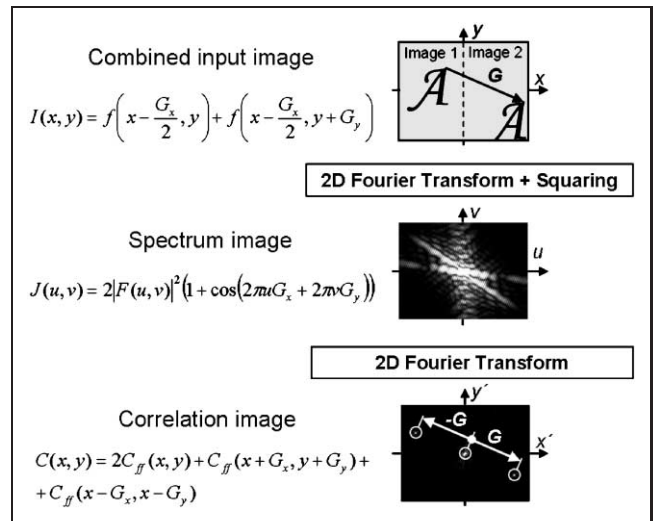 Combined input image
I(x, y) = f(x − G_x/2, y) + f(x − G_x/2, y + G_y)
y
Image 1 Image 2
G
x
A
A
2D Fourier Transform + Squaring
Spectrum image
J(u, v) = 2|F(u, v)|²(1 + cos(2πuG_x + 2πvG_y))
v
u
2D Fourier Transform
Correlation image
C(x, y) = 2C_ff(x, y) + C_ff(x + G_x, y + G_y) +
+ C_ff(x − G_x, x − G_y)
y´
-G
G
x´